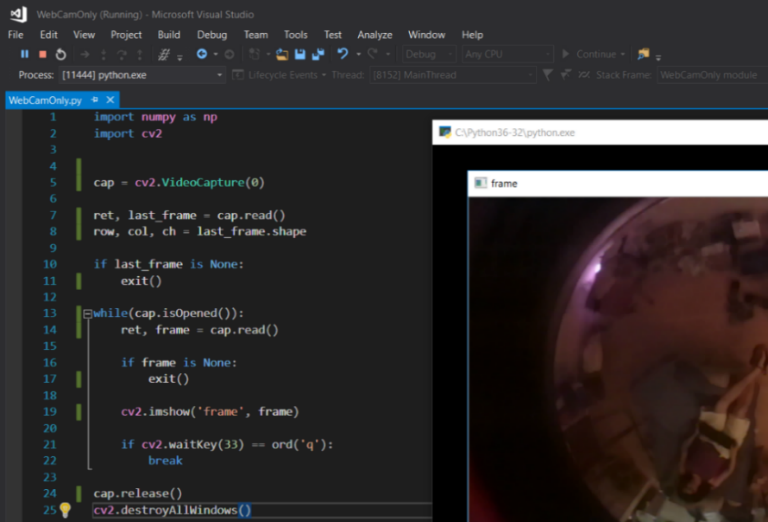 WebCamOnly (Running) - Microsoft Visual Studio
File Edit View Project Build Debug Team Tools Test Analyze Window Help
Debug Any CPU Continue
Process: [11444] python.exe Lifecycle Events Thread: [8152] MainThread Stack Frame: WebCamOnly module
WebCamOnly.py
1 import numpy as np
2 import cv2
3
4
5 cap = cv2.VideoCapture(0)
6
7 ret, last_frame = cap.read()
8 row, col, ch = last_frame.shape
9
10 if last_frame is None:
11 exit()
12
13 while(cap.isOpened()):
14 ret, frame = cap.read()
15
16 if frame is None:
17 exit()
18
19 cv2.imshow('frame', frame)
20
21 if cv2.waitKey(33) == ord('q'):
22 break
23
24 cap.release()
25 cv2.destroyAllWindows()
C:\Python36-32\python.exe
frame